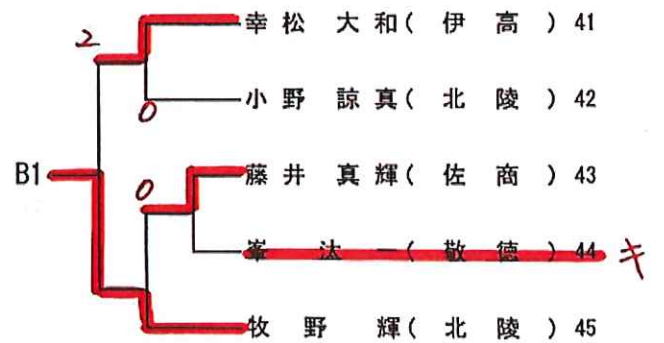 2
幸松 大和( 伊 高 ) 41
0
小野 諒真( 北 陵 ) 42
B1
0
藤井 真輝( 佐 商 ) 43
峯 汰一( 敬 徳 ) 44 キ
牧野 輝( 北 陵 ) 45